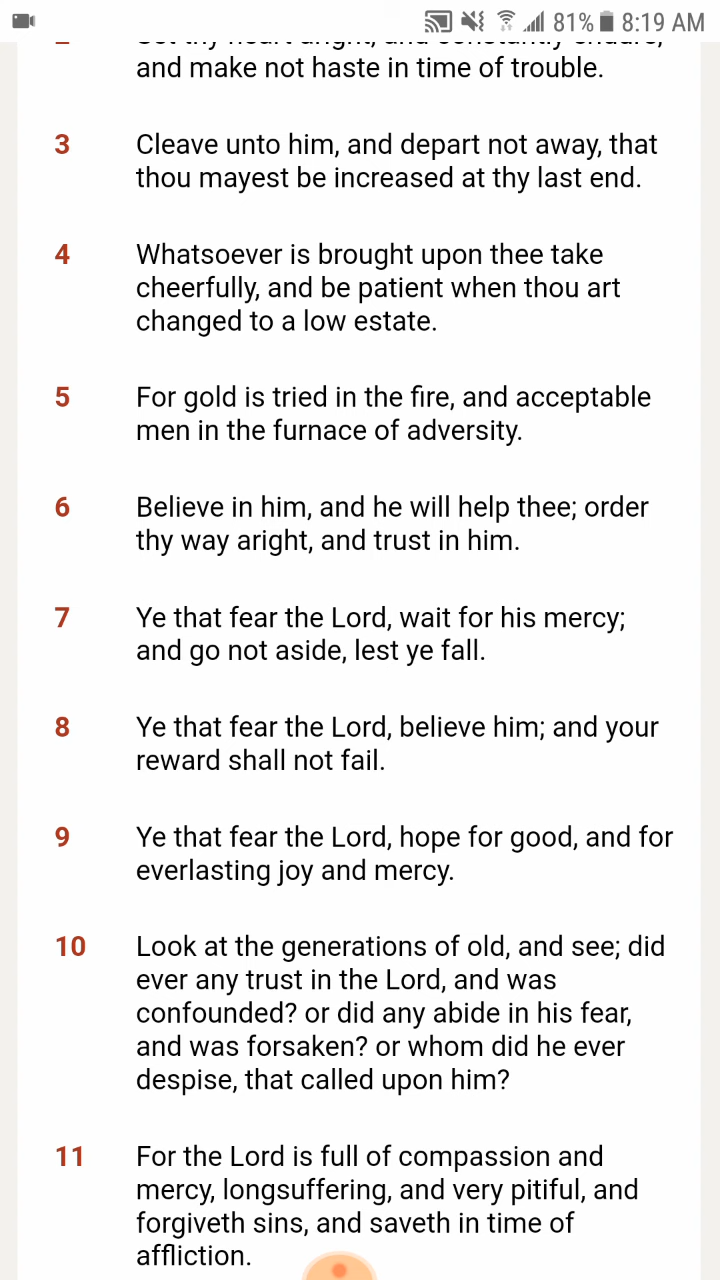 81% 8:19 AM
2 Set thy heart aright, and constantly endure,
and make not haste in time of trouble.
3 Cleave unto him, and depart not away, that
thou mayest be increased at thy last end.
4 Whatsoever is brought upon thee take
cheerfully, and be patient when thou art
changed to a low estate.
5 For gold is tried in the fire, and acceptable
men in the furnace of adversity.
6 Believe in him, and he will help thee; order
thy way aright, and trust in him.
7 Ye that fear the Lord, wait for his mercy;
and go not aside, lest ye fall.
8 Ye that fear the Lord, believe him; and your
reward shall not fail.
9 Ye that fear the Lord, hope for good, and for
everlasting joy and mercy.
10 Look at the generations of old, and see; did
ever any trust in the Lord, and was
confounded? or did any abide in his fear,
and was forsaken? or whom did he ever
despise, that called upon him?
11 For the Lord is full of compassion and
mercy, longsuffering, and very pitiful, and
forgiveth sins, and saveth in time of
affliction.